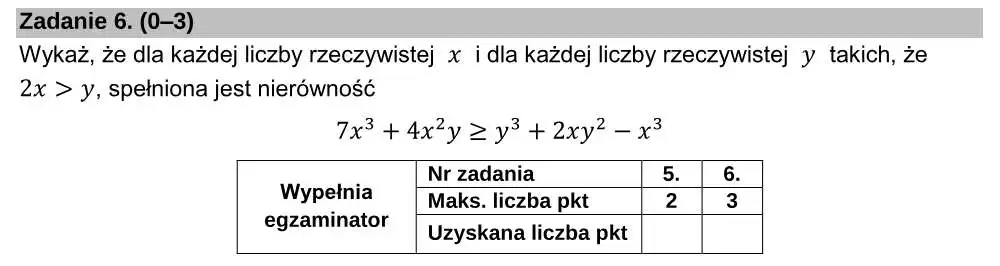 Zadanie 6. (0–3)
Wykaż, że dla każdej liczby rzeczywistej x i dla każdej liczby rzeczywistej y takich, że
2x > y, spełniona jest nierówność
7x³ + 4x²y ≥ y³ + 2xy² − x³
Wypełnia egzaminator
Nr zadania 5. 6.
Maks. liczba pkt 2 3
Uzyskana liczba pkt